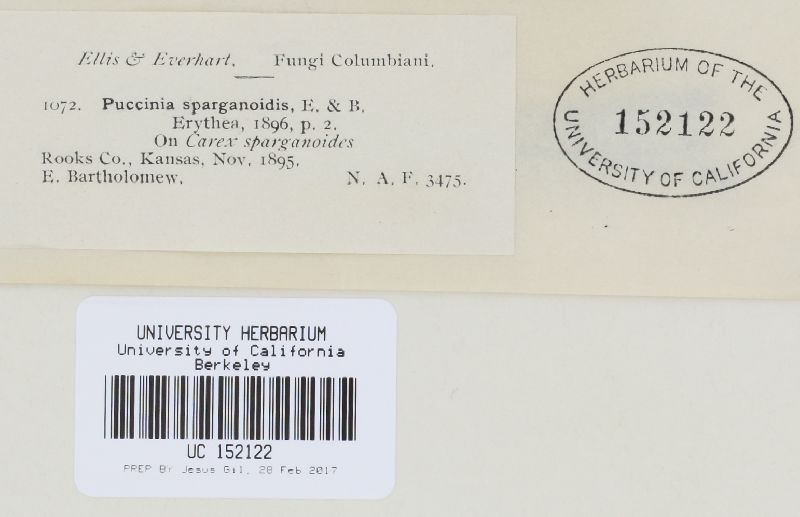 Ellis & Everhart. Fungi Columbiani.
1072. Puccinia sparganoidis, E. & B.
Erythea, 1896, p. 2.
On Carex sparganoides
Rooks Co., Kansas, Nov. 1895.
E. Bartholomew. N. A. F. 3475.
HERBARIUM OF THE
152122
UNIVERSITY OF CALIFORNIA
UNIVERSITY HERBARIUM
University of California
Berkeley
UC 152122
PREP BY Jesus Gil, 28 Feb 2017